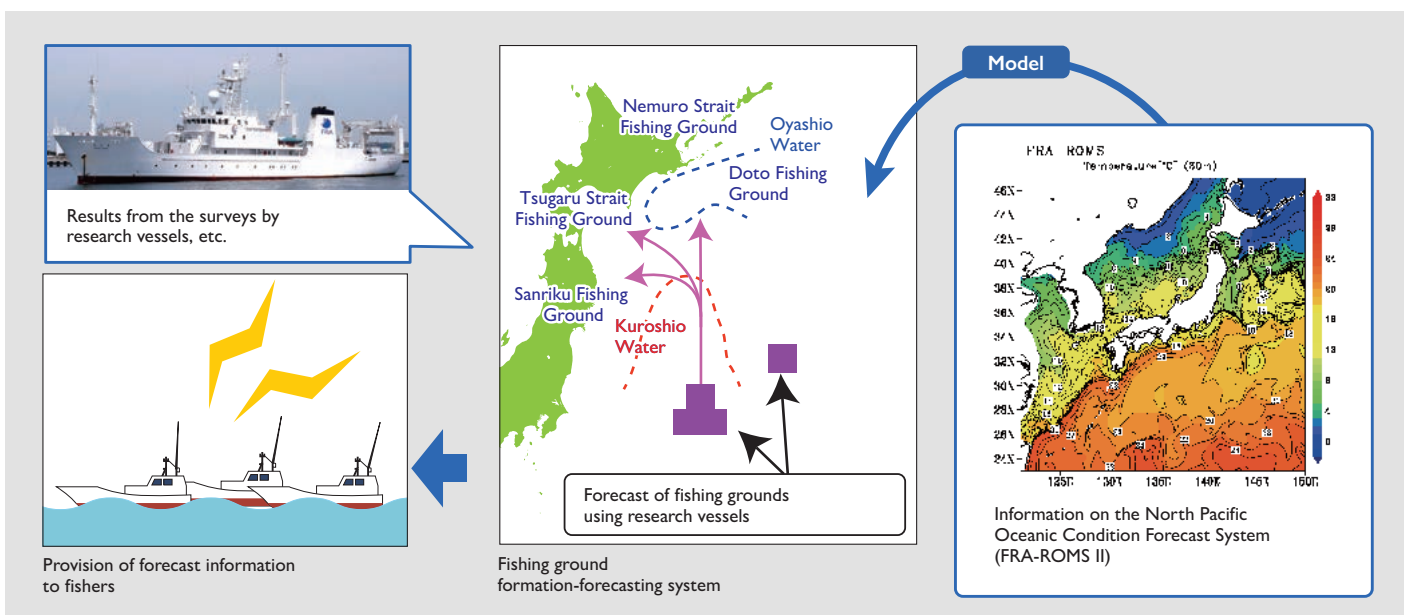 FRA
Results from the surveys by
research vessels, etc.
Provision of forecast information
to fishers
Nemuro Strait
Fishing Ground
Oyashio
Water
Doto Fishing
Ground
Tsugaru Strait
Fishing Ground
Sanriku Fishing
Ground
Kuroshio
Water
Forecast of fishing grounds
using research vessels
Fishing ground
formation-forecasting system
Model
FRA ROMS
Information on the North Pacific
Oceanic Condition Forecast System
(FRA-ROMS II)